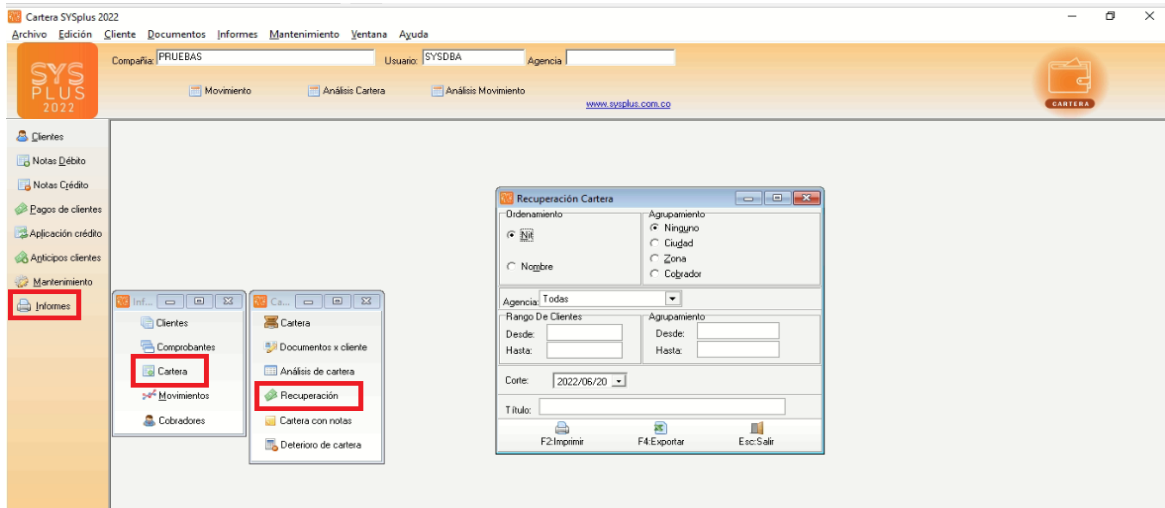 Cartera SYSplus 2022
Archivo Edición Cliente Documentos Informes Mantenimiento Ventana Ayuda
SYS
PLUS
2022
Compañia: PRUEBAS
Usuario: SYSDBA
Agencia
Movimiento
Análisis Cartera
Análisis Movimiento
www.sysplus.com.co
CARTERA
Clientes
Notas Débito
Notas Crédito
Pagos de clientes
Aplicación crédito
Anticipos clientes
Mantenimiento
Informes
Inf...
Clientes
Comprobantes
Cartera
Movimientos
Cobradores
Ca...
Cartera
Documentos x cliente
Análisis de cartera
Recuperación
Cartera con notas
Deterioro de cartera
Recuperación Cartera
Ordenamiento
Nit
Nombre
Agrupamiento
Ninguno
Ciudad
Zona
Cobrador
Agencia: Todas
Rango De Clientes
Desde:
Hasta:
Agrupamiento
Desde:
Hasta:
Corte: 2022/06/20
Título:
F2:Imprimir
F4:Exportar
Esc:Salir